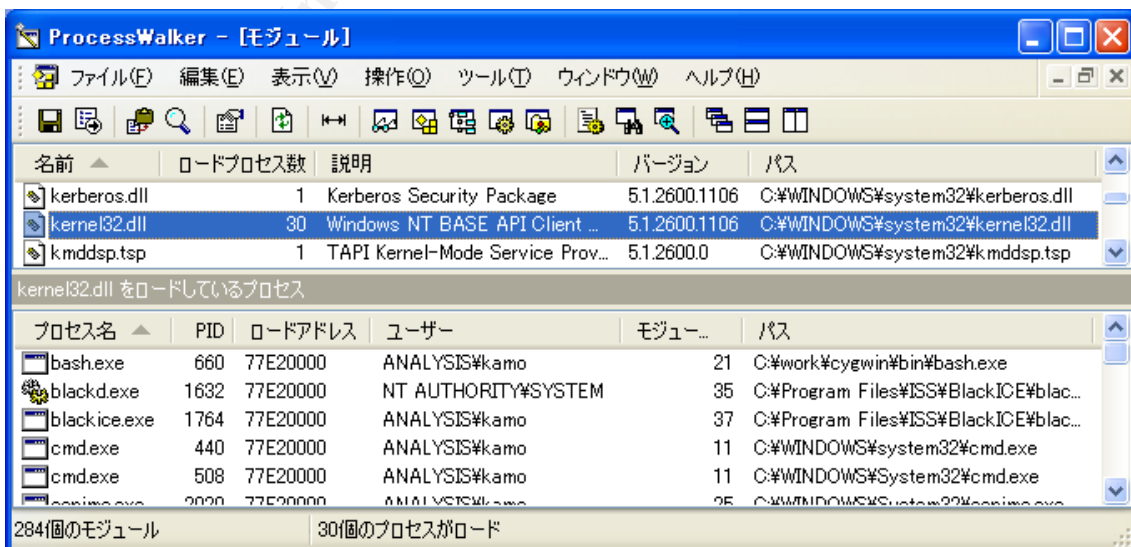 ProcessWalker - [モジュール]
ファイル(F) 編集(E) 表示(V) 操作(O) ツール(T) ウィンドウ(W) ヘルプ(H)
名前 ロードプロセス数 説明 バージョン パス
kerberos.dll 1 Kerberos Security Package 5.1.2600.1106 C:¥WINDOWS¥system32¥kerberos.dll
kernel32.dll 30 Windows NT BASE API Client ... 5.1.2600.1106 C:¥WINDOWS¥system32¥kernel32.dll
kmddsp.tsp 1 TAPI Kernel-Mode Service Prov... 5.1.2600.0 C:¥WINDOWS¥system32¥kmddsp.tsp
kernel32.dll をロードしているプロセス
プロセス名 PID ロードアドレス ユーザー モジュー... パス
bash.exe 660 77E20000 ANALYSIS¥kamo 21 C:¥work¥cygwin¥bin¥bash.exe
blackd.exe 1632 77E20000 NT AUTHORITY¥SYSTEM 35 C:¥Program Files¥ISS¥BlackICE¥blac...
blackice.exe 1764 77E20000 ANALYSIS¥kamo 37 C:¥Program Files¥ISS¥BlackICE¥blac...
cmd.exe 440 77E20000 ANALYSIS¥kamo 11 C:¥WINDOWS¥system32¥cmd.exe
cmd.exe 508 77E20000 ANALYSIS¥kamo 11 C:¥WINDOWS¥System32¥cmd.exe
77E20000 ANALYSIS¥kamo
284個のモジュール 30個のプロセスがロード